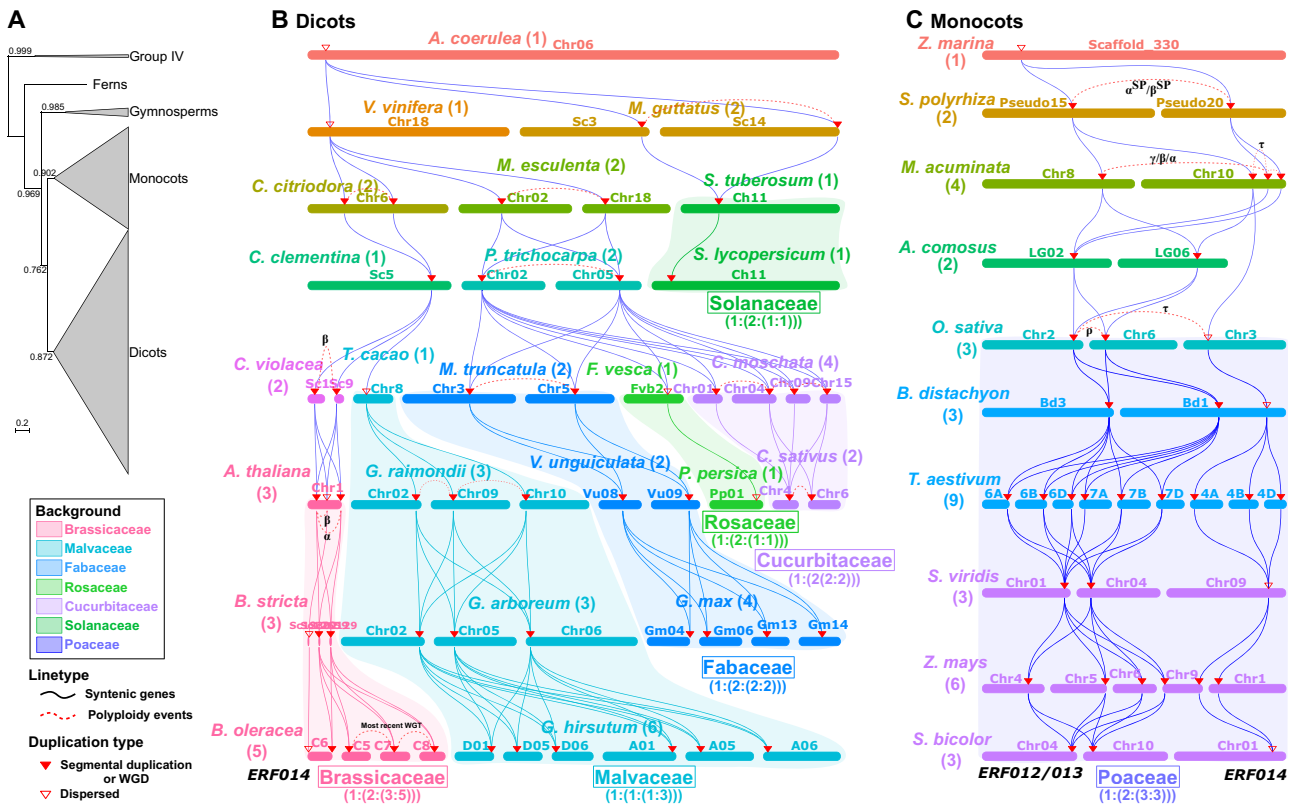 A
0.999
Group IV
Ferns
0.985
Gymnosperms
0.902
0.969
Monocots
0.762
0.872
Dicots
0.2
Background
Brassicaceae
Malvaceae
Fabaceae
Rosaceae
Cucurbitaceae
Solanaceae
Poaceae
Linetype
Syntenic genes
Polyploidy events
Duplication type
Segmental duplication
or WGD
Dispersed
B Dicots
A. coerulea (1)
Chr06
V. vinifera (1)
M. guttatus (2)
Chr18 Sc3 Sc14
M. esculenta (2)
C. citriodora (2)
S. tuberosum (1)
Chr6 Chr02 Chr18 Ch11
C. clementina (1)
P. trichocarpa (2)
S. lycopersicum (1)
Sc5 Chr02 Chr05 Ch11
Solanaceae
(1:(2:(1:1)))
β
C. violacea
(2)
T. cacao (1)
M. truncatula (2)
F. vesca (1)
C. moschata (4)
Sc1 Sc9 Chr8 Chr3 Chr5 Fvb2 Chr01 Chr04 Chr09 Chr15
A. thaliana
(3)
G. raimondii (3)
V. unguiculata (2)
P. persica (1)
C. sativus (2)
Chr1 Chr02 Chr09 Chr10 Vu08 Vu09 Pp01 Chr4 Chr6
β
α
Rosaceae
(1:(2:(1:1)))
Cucurbitaceae
(1:(2(2:2)))
B. stricta
(3)
G. arboreum (3)
G. max (4)
Chr02 Chr05 Chr06 Gm04 Gm06 Gm13 Gm14
Fabaceae
(1:(2:(2:2)))
B. oleracea
(5)
Most recent WGT
G. hirsutum (6)
C6 C5 C7 C8 D01 D05 D06 A01 A05 A06
ERF014
Brassicaceae
(1:(2:(3:5)))
Malvaceae
(1:(1:(1:3)))
C Monocots
Z. marina
(1)
Scaffold_330
S. polyrhiza
(2)
Pseudo15 αSP/βSP Pseudo20
M. acuminata
(4)
γ/β/α
τ
Chr8 Chr10
A. comosus
(2)
LG02 LG06
O. sativa
(3)
τ
Chr2 ρ Chr6 Chr3
B. distachyon
(3)
Bd3 Bd1
T. aestivum
(9)
6A 6B 6D 7A 7B 7D 4A 4B 4D
S. viridis
(3)
Chr01 Chr04 Chr09
Z. mays
(6)
Chr4 Chr5 Chr6 Chr9 Chr1
S. bicolor
(3)
Chr04 Chr10 Chr01
ERF012/013
Poaceae
(1:(2:(3:3)))
ERF014